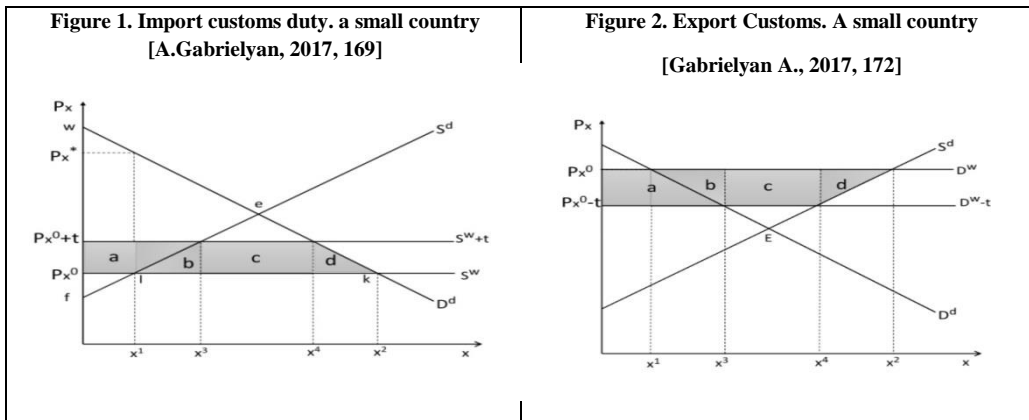 Figure 1. Import customs duty. a small country
[A.Gabrielyan, 2017, 169]
Px
w
Px*
Px⁰+t
Px⁰
f
a
b
c
d
e
l
k
Sᵈ
Sʷ+t
Sʷ
Dᵈ
x¹
x³
x⁴
x²
x
Figure 2. Export Customs. A small country
[Gabrielyan A., 2017, 172]
Px
Px⁰
Px⁰-t
a
b
c
d
E
Sᵈ
Dᵂ
Dᵂ-t
Dᵈ
x¹
x³
x⁴
x²
x